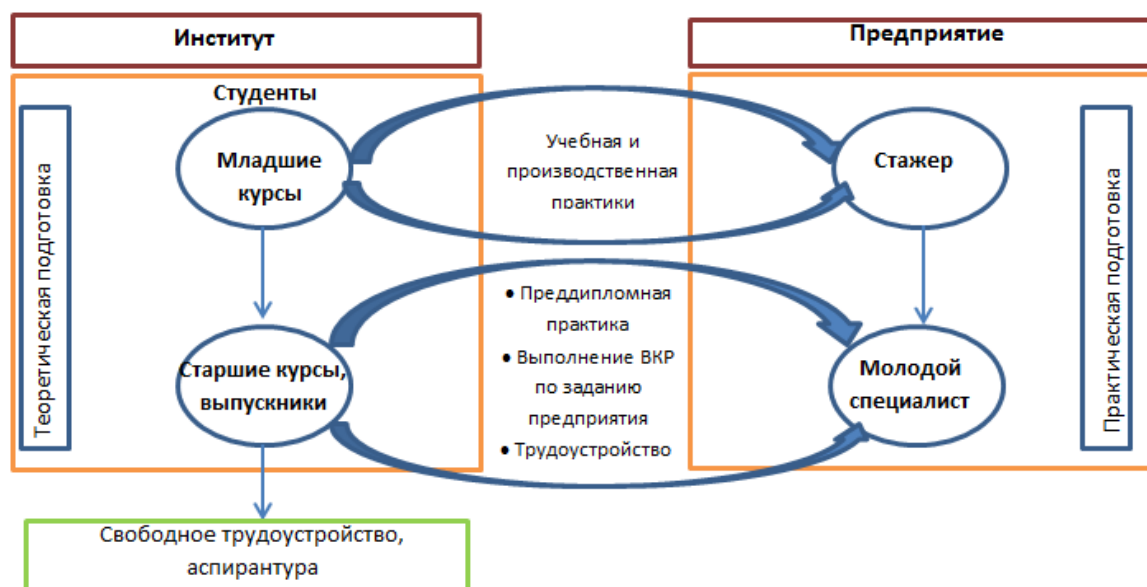 Институт
Предприятие
Студенты
Младшие
курсы
Учебная и
производственная
практики
Стажер
Теоретическая подготовка
Практическая подготовка
Старшие курсы,
выпускники
● Преддипломная
практика
● Выполнение ВКР
по заданию
предприятия
● Трудоустройство
Молодой
специалист
Свободное трудоустройство,
аспирантура